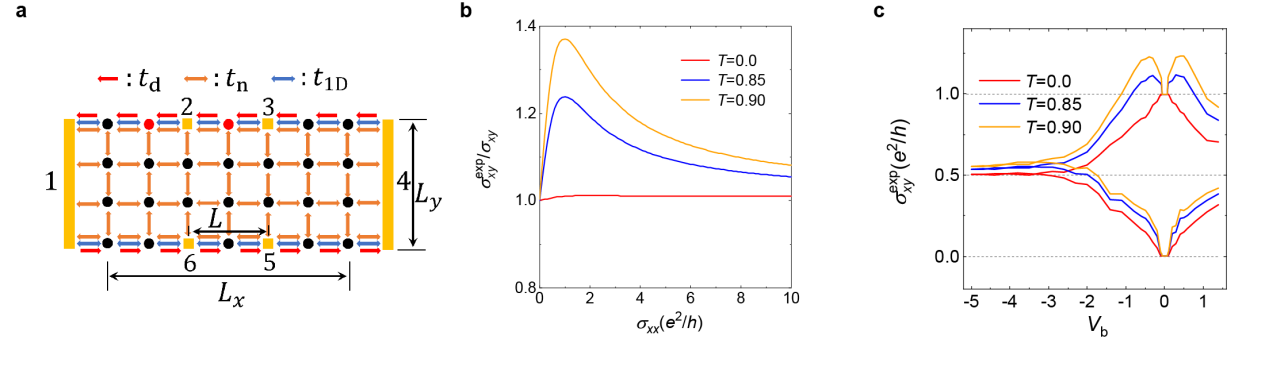 a
: t_d : t_n : t_1D
2 3
1 4
L_y
L
6 5
L_x
b
1.4
1.2
1.0
0.8
σ_xy^exp/σ_xy
T=0.0
T=0.85
T=0.90
0 2 4 6 8 10
σ_xx(e²/h)
c
1.0
0.5
0.0
σ_xy^exp(e²/h)
T=0.0
T=0.85
T=0.90
-5 -4 -3 -2 -1 0 1
V_b